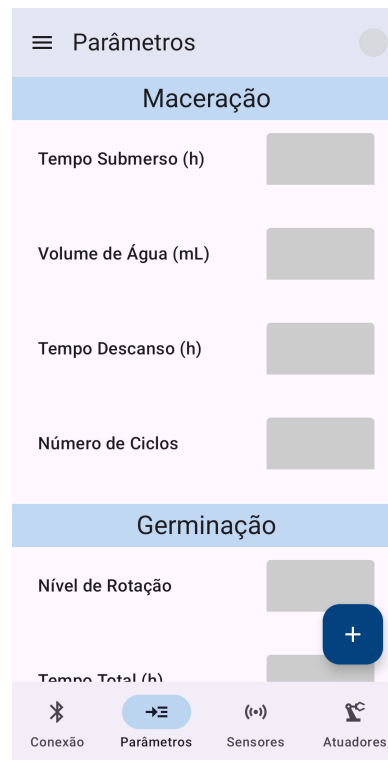 Parâmetros
Maceração
Tempo Submerso (h)
Volume de Água (mL)
Tempo Descanso (h)
Número de Ciclos
Germinação
Nível de Rotação
+
Tempo Total (h)
Conexão Parâmetros Sensores Atuadores